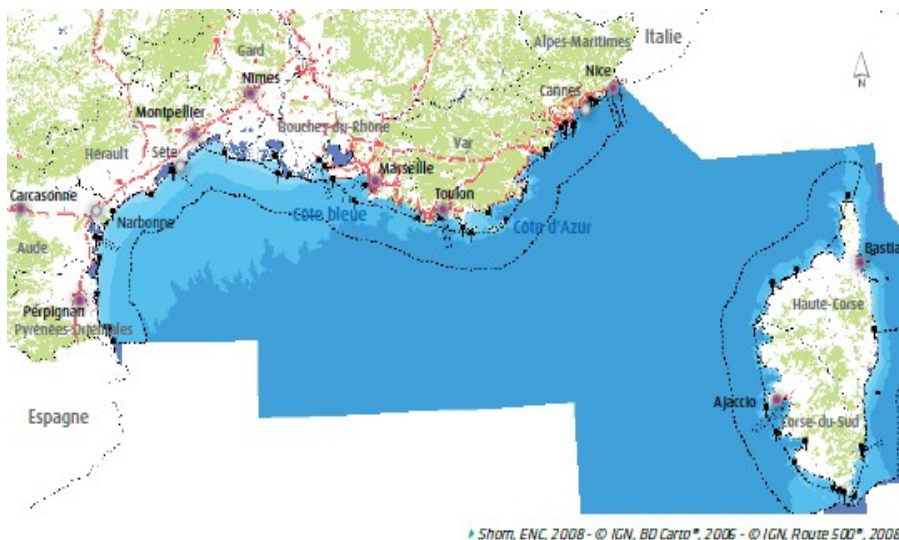 Alpes-Maritimes
Italie
Gard
Nice
Nîmes
Cannes
N
Montpellier
Bouches-du-Rhône
Var
Hérault
Sète
Marseille
Carcasonne
Toulon
Côte bleue
Narbonne
Côte d'Azur
Aude
Bastia
Pérpignan
Haute-Corse
Pyrénées-Orientales
Ajaccio
Espagne
Corse-du-Sud
Shom, ENC, 2008 - © IGN, BD Carto®, 2006 - © IGN, Route 500®, 2008